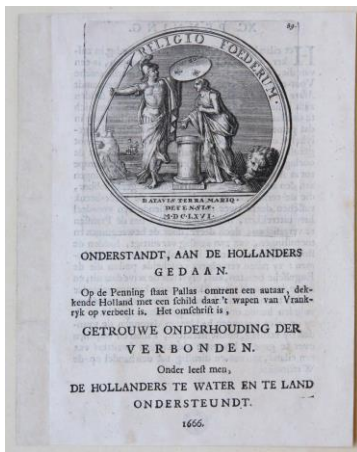 89
RELIGIO FOEDERUM.
BATAVIS TERRA MARIQ.
DEFENSIS.
M.DC.LXVI.
ONDERSTANDT, AAN DE HOLLANDERS
GEDAAN.
Op de Penning staat Pallas omtrent een autaar, dek-
kende Holland met een schild daar 't wapen van Vrank-
ryk op verbeelt is. Het omschrift is,
GETROUWE ONDERHOUDING DER
VERBONDEN.
Onder leest men,
DE HOLLANDERS TE WATER EN TE LAND
ONDERSTEUNDT.
1666.